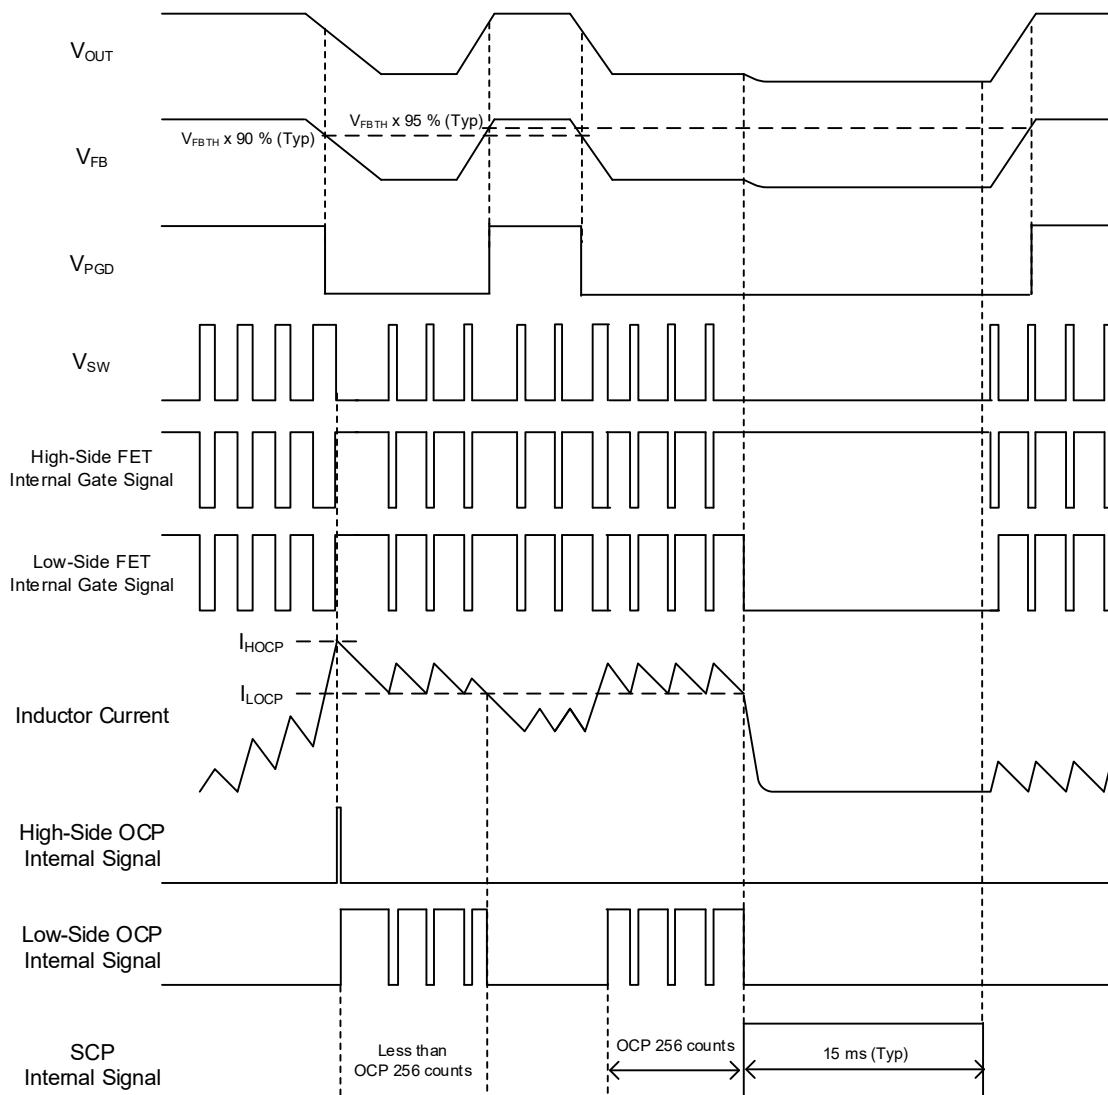 VOUT
VFBTH x 95 % (Typ)
VFBTH x 90 % (Typ)
VFB
VPGD
VSW
High-Side FET
Internal Gate Signal
Low-Side FET
Internal Gate Signal
IHOCP
ILOCP
Inductor Current
High-Side OCP
Internal Signal
Low-Side OCP
Internal Signal
SCP
Internal Signal
Less than
OCP 256 counts
OCP 256 counts
15 ms (Typ)